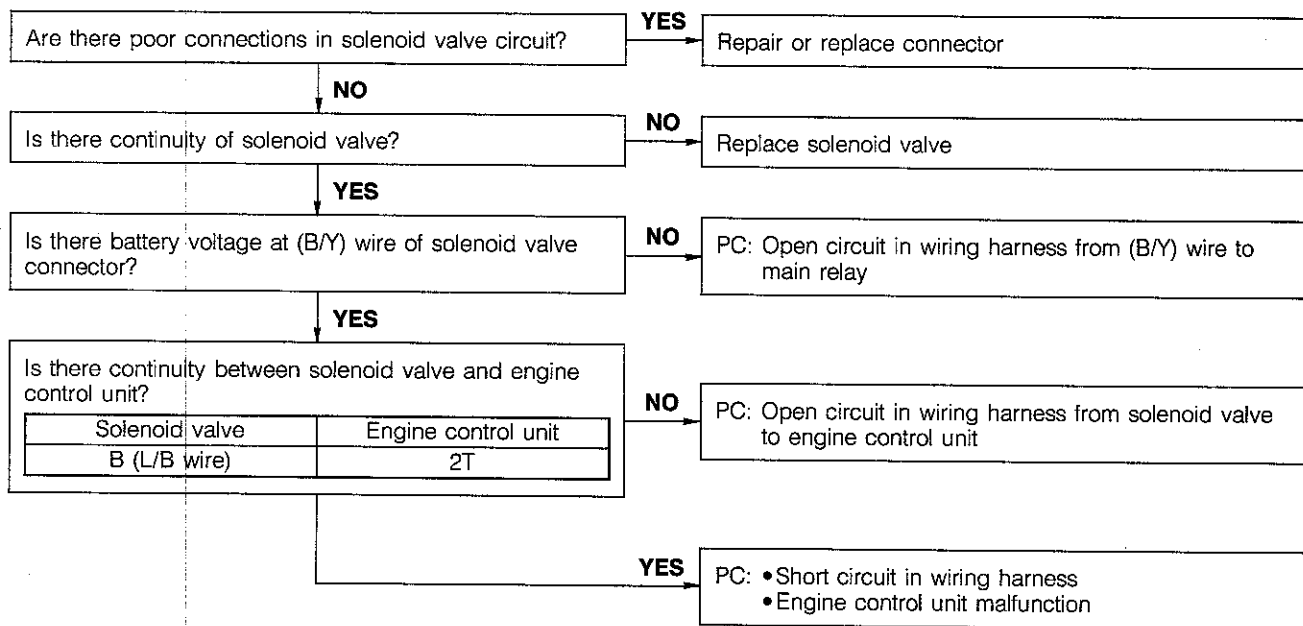 Are there poor connections in solenoid valve circuit?
YES
Repair or replace connector
NO
Is there continuity of solenoid valve?
NO
Replace solenoid valve
YES
Is there battery voltage at (B/Y) wire of solenoid valve
connector?
NO
PC: Open circuit in wiring harness from (B/Y) wire to
main relay
YES
Is there continuity between solenoid valve and engine
control unit?
Solenoid valve Engine control unit
B (L/B wire) 2T
NO
PC: Open circuit in wiring harness from solenoid valve
to engine control unit
YES
PC: •Short circuit in wiring harness
•Engine control unit malfunction